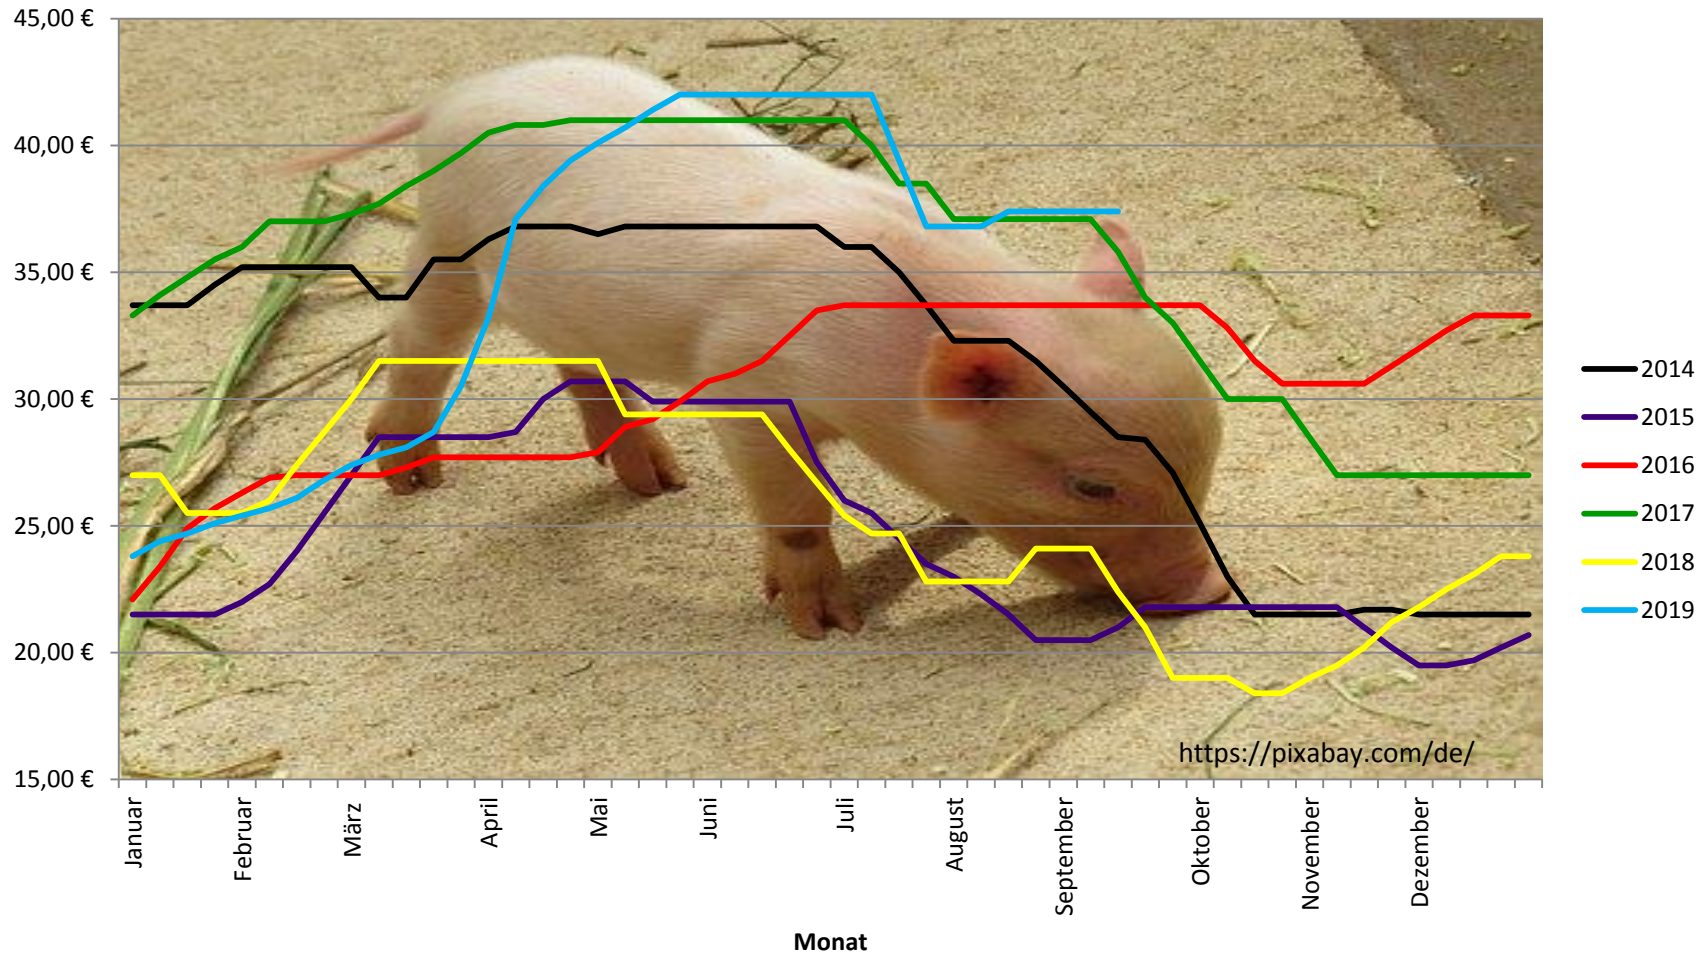 45,00 €
40,00 €
35,00 €
30,00 €
25,00 €
20,00 €
15,00 €
https://pixabay.com/de/
Januar
Februar
März
April
Mai
Juni
Juli
August
September
Oktober
November
Dezember
Monat
2014
2015
2016
2017
2018
2019